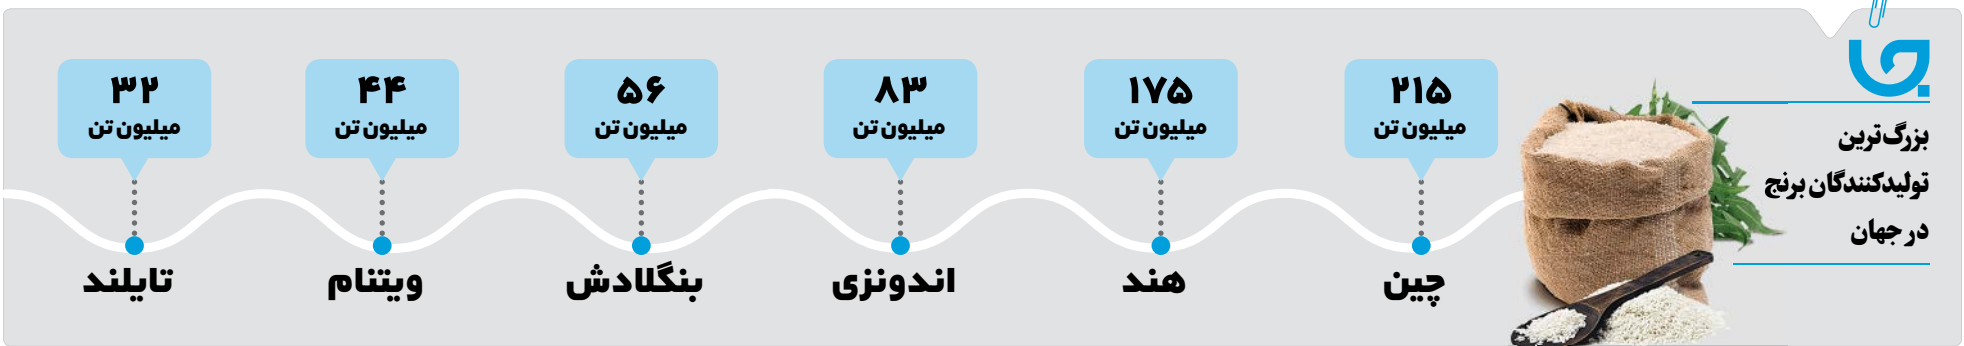 بزرگ‌ترین
تولیدکنندگان برنج
در جهان
۲۱۵
میلیون تن
چین
۱۷۵
میلیون تن
هند
۸۳
میلیون تن
اندونزی
۵۶
میلیون تن
بنگلادش
۴۴
میلیون تن
ویتنام
۳۲
میلیون تن
تایلند